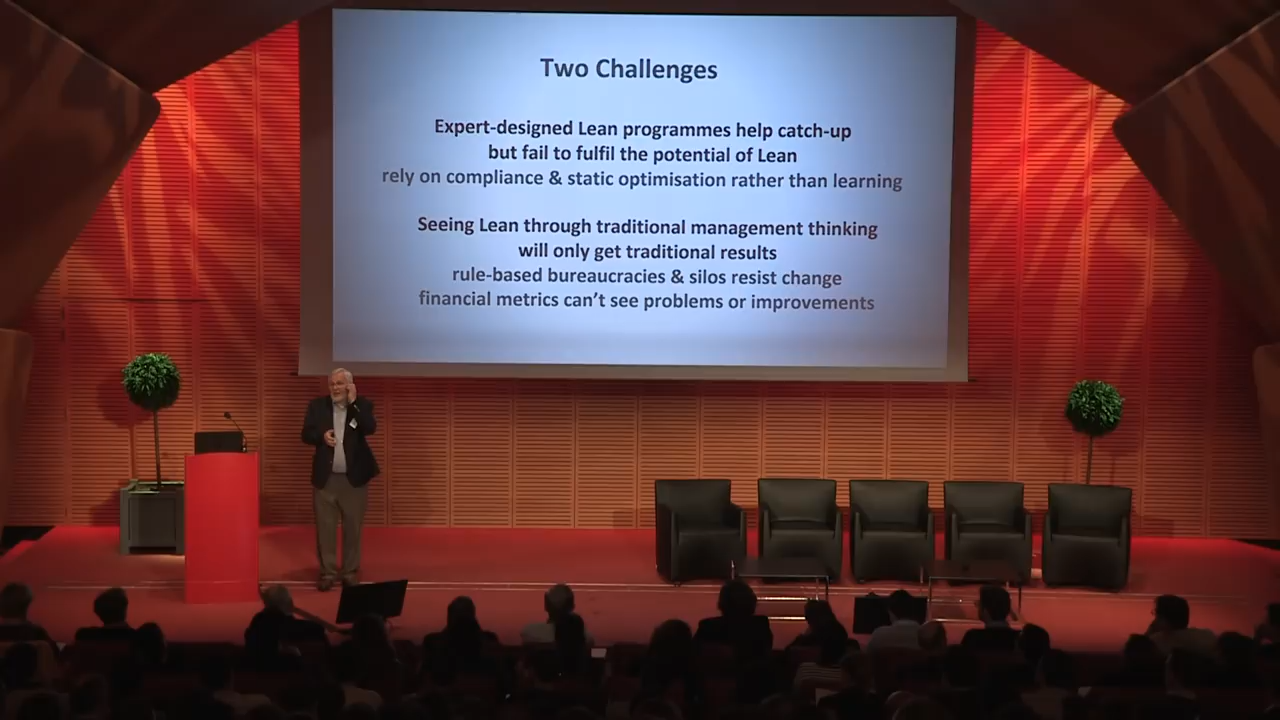 Two Challenges
Expert-designed Lean programmes help catch-up
but fail to fulfil the potential of Lean
rely on compliance & static optimisation rather than learning
Seeing Lean through traditional management thinking
will only get traditional results
rule-based bureaucracies & silos resist change
financial metrics can't see problems or improvements